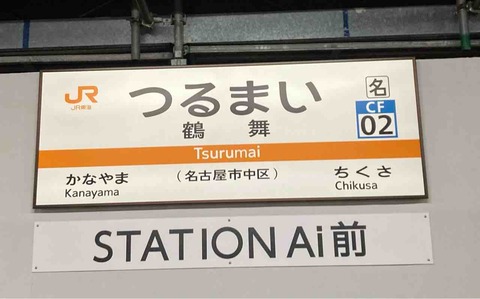 JR
JR東海
つるまい
鶴舞
名
CF
02
Tsurumai
かなやま
Kanayama
(名古屋市中区)
ちくさ
Chikusa
STATION Ai前